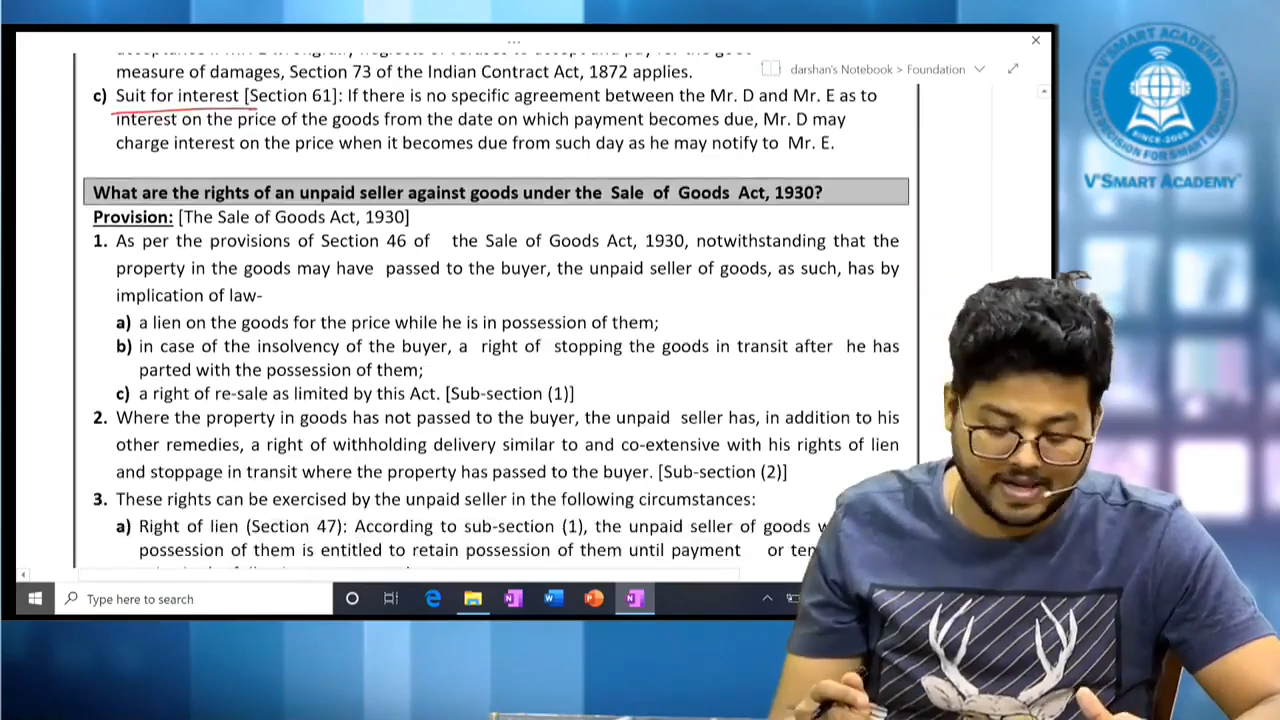 measure of damages, Section 73 of the Indian Contract Act, 1872 applies.
darshan's Notebook > Foundation
c) Suit for interest [Section 61]: If there is no specific agreement between the Mr. D and Mr. E as to
interest on the price of the goods from the date on which payment becomes due, Mr. D may
charge interest on the price when it becomes due from such day as he may notify to Mr. E.
What are the rights of an unpaid seller against goods under the Sale of Goods Act, 1930?
Provision: [The Sale of Goods Act, 1930]
1. As per the provisions of Section 46 of the Sale of Goods Act, 1930, notwithstanding that the
property in the goods may have passed to the buyer, the unpaid seller of goods, as such, has by
implication of law-
a) a lien on the goods for the price while he is in possession of them;
b) in case of the insolvency of the buyer, a right of stopping the goods in transit after he has
parted with the possession of them;
c) a right of re-sale as limited by this Act. [Sub-section (1)]
2. Where the property in goods has not passed to the buyer, the unpaid seller has, in addition to his
other remedies, a right of withholding delivery similar to and co-extensive with his rights of lien
and stoppage in transit where the property has passed to the buyer. [Sub-section (2)]
3. These rights can be exercised by the unpaid seller in the following circumstances:
a) Right of lien (Section 47): According to sub-section (1), the unpaid seller of goods
possession of them is entitled to retain possession of them until payment or
Type here to search
V'SMART ACADEMY
SINCE-2005
V'SMART ACADEMY